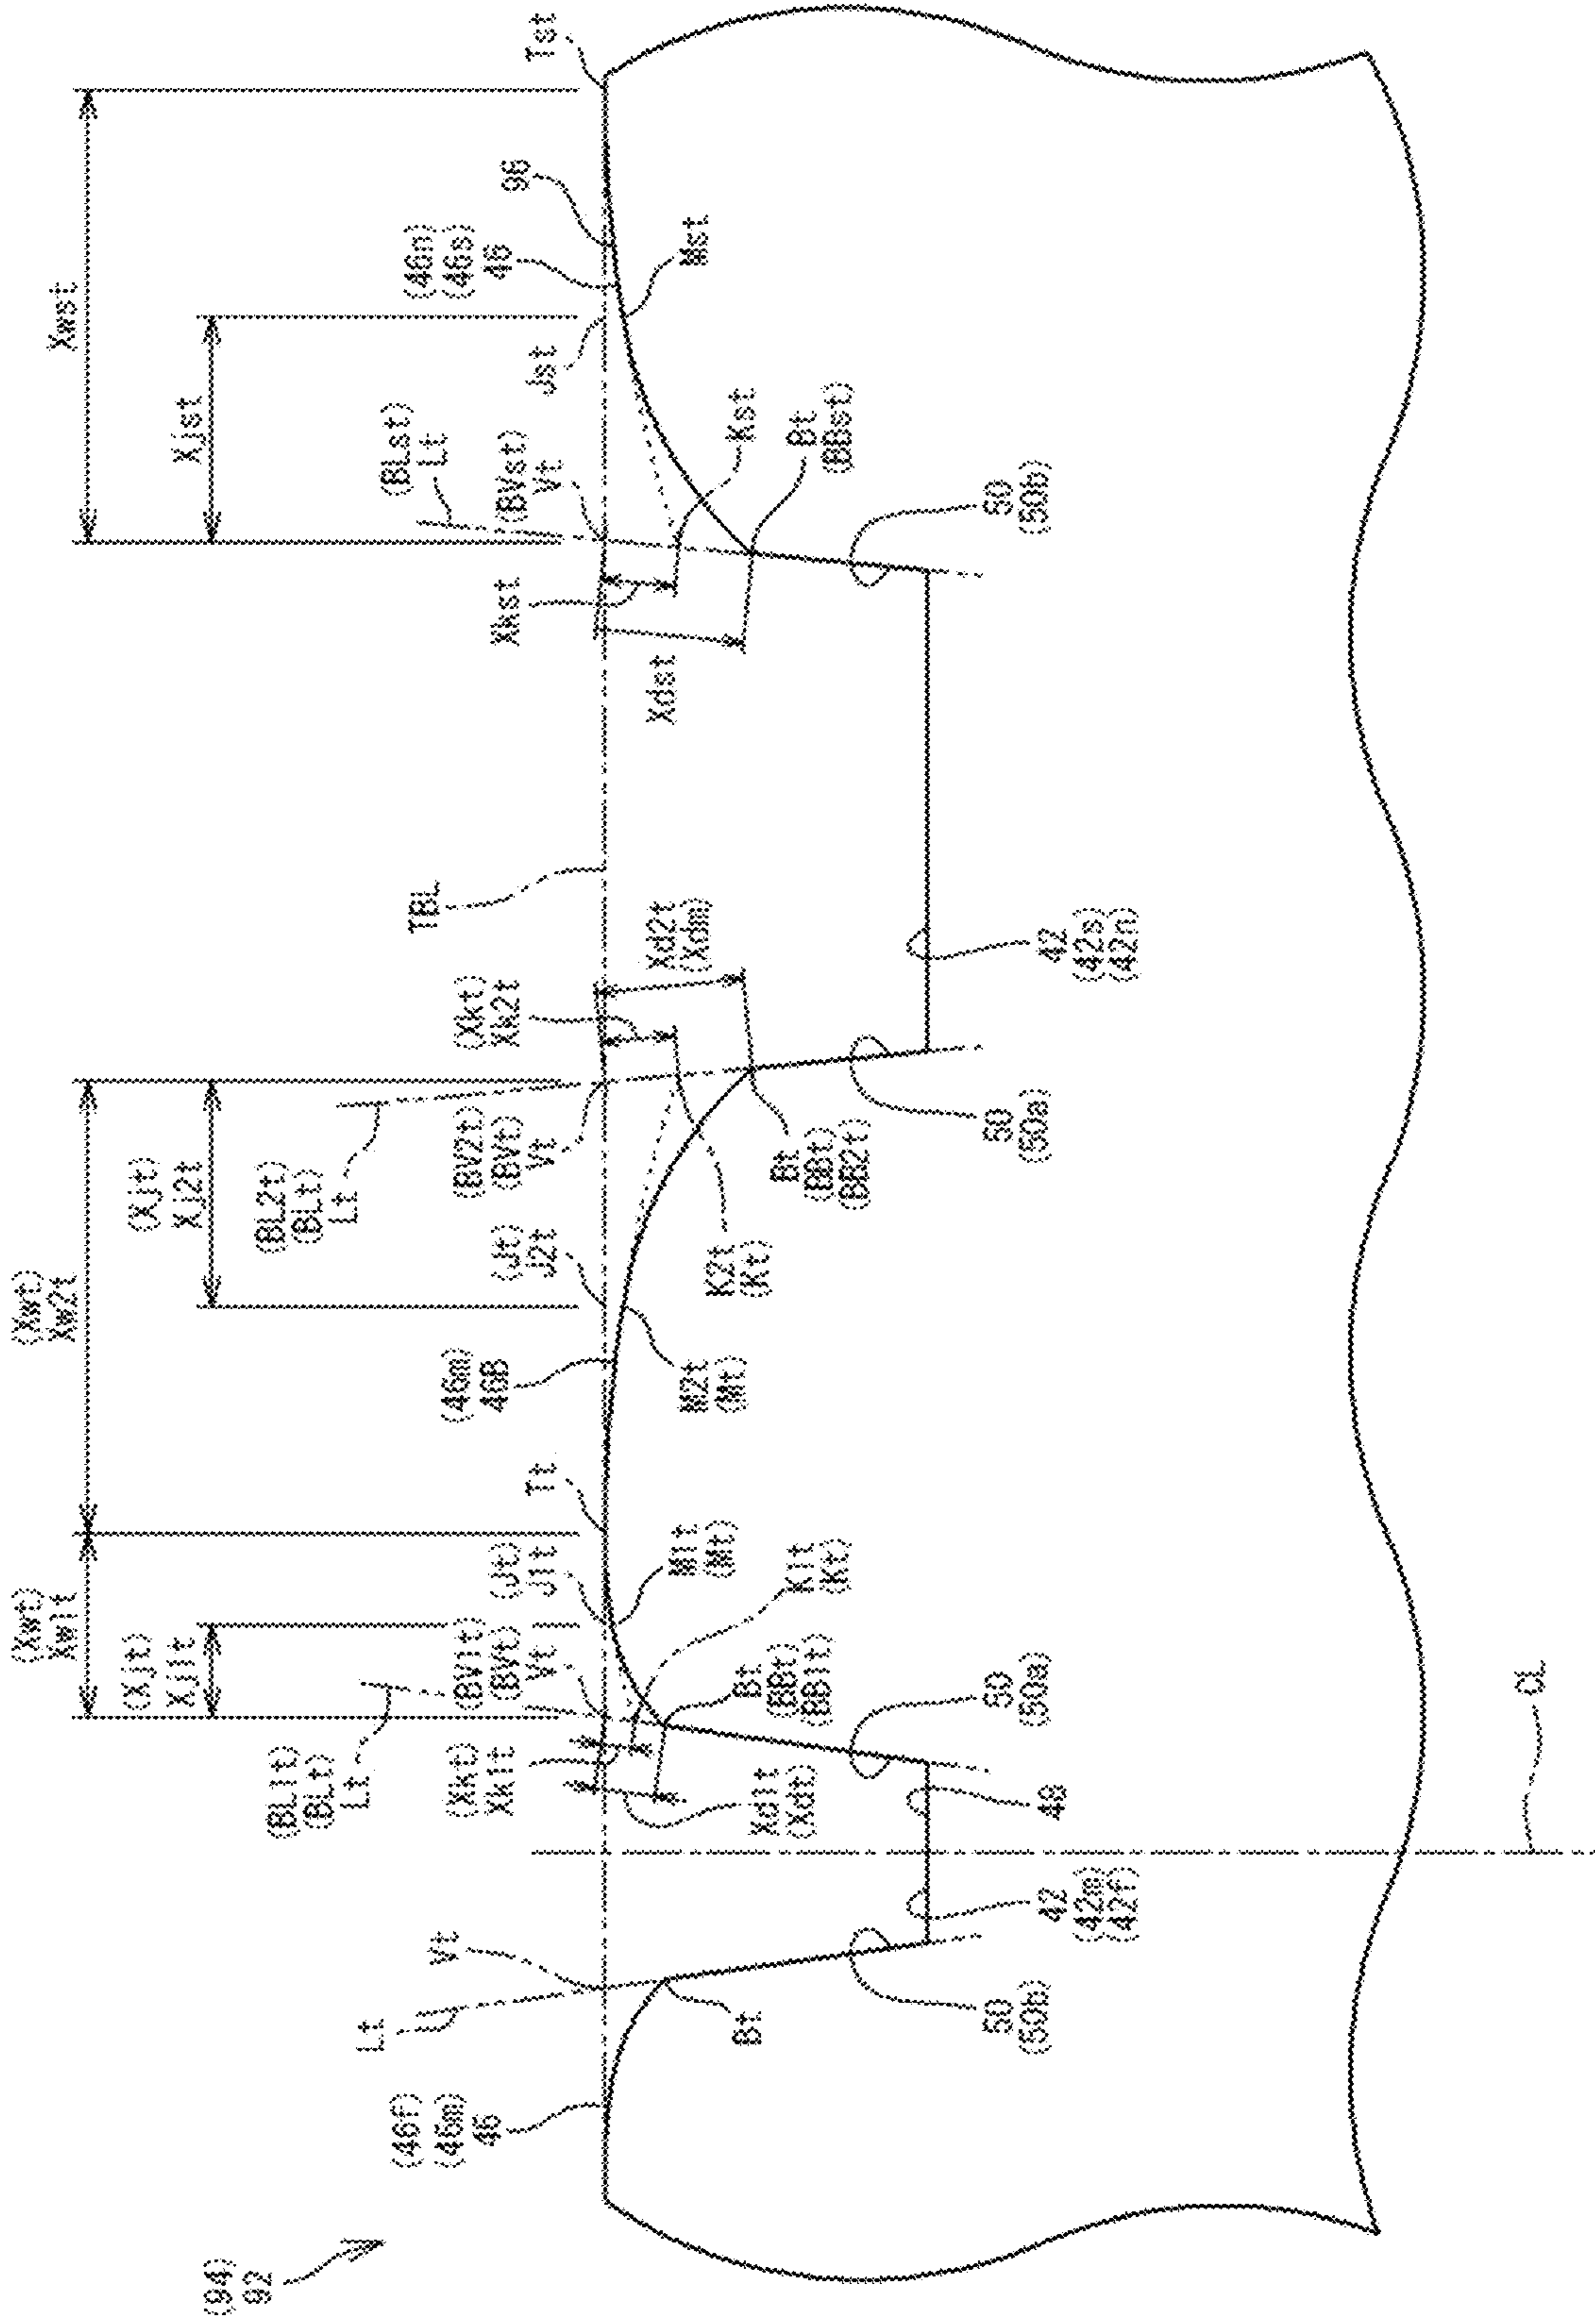 (94)
92
(46f)
(46m)
46
Lt
Vt
Bt
50
(50b)
42
(42m)
(42f)
CL
48
50
(50a)
(Xwt)
Xw1t
(Xjt)
Xj1t
(BL1t)
(BLt)
Lt
(BV1t)
(BVt)
Vt
(Xkt)
Xk1t
Xd1t
(Xdt)
(Jt)
J1t
M1t
(Mt)
K1t
(Kt)
Bt
(BBt)
(BB1t)
Tt
(46m)
46B
(Xwt)
Xw2t
(Xjt)
Xj2t
(BL2t)
(BLt)
Lt
(Jt)
J2t
M2t
(Mt)
K2t
(Kt)
(BV2t)
(BVt)
Vt
Bt
(BBt)
(BB2t)
50
(50a)
(Xkt)
Xk2t
Xd2t
(Xdm)
TBL
42
(42s)
(42n)
Xwst
Xjst
(BLst)
Lt
(BVst)
Vt
Xkst
Xdst
Jst
Kst
Bt
(BBst)
50
(50b)
(46n)
(46s)
46
96
Mst
Tst